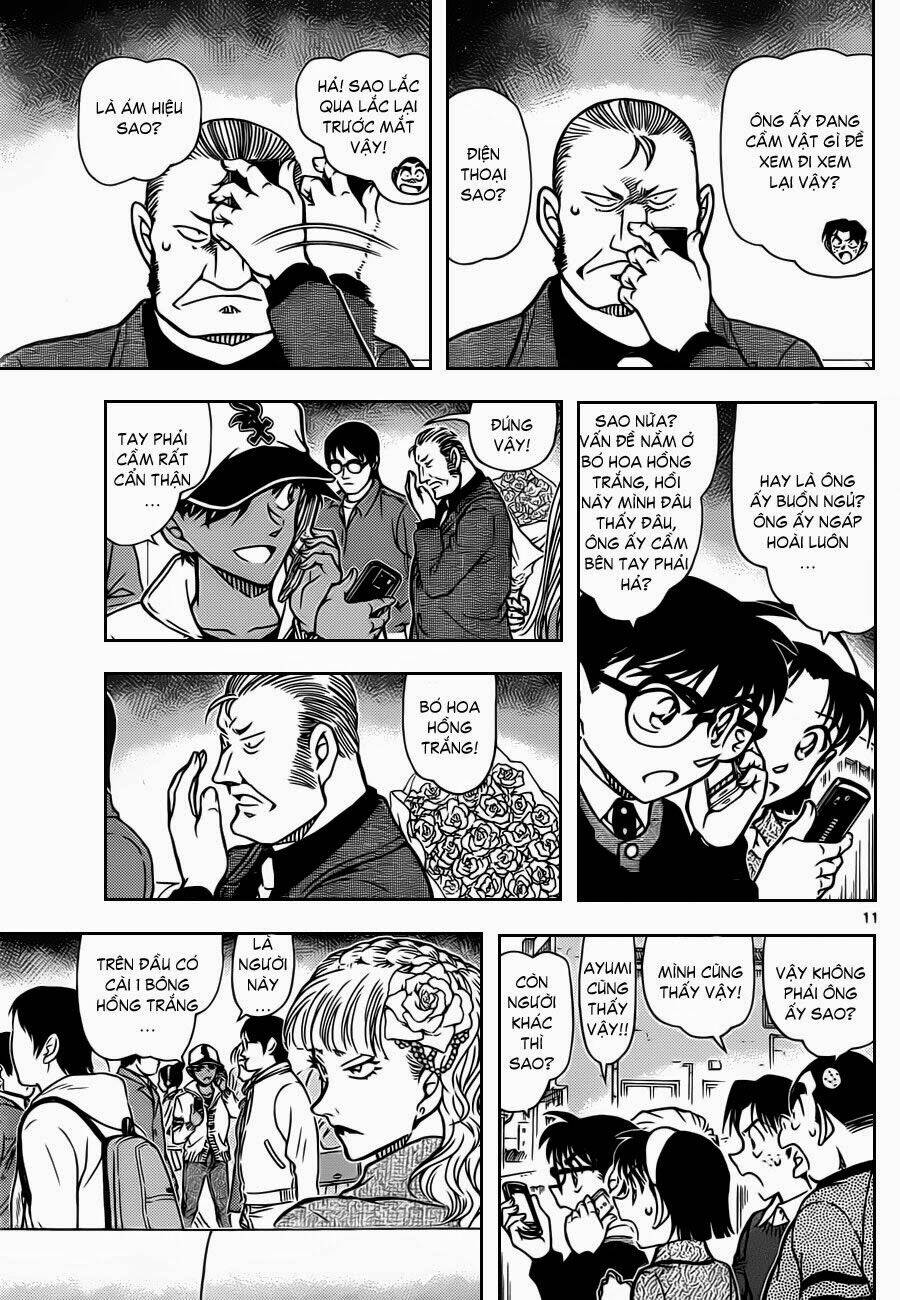 ÔNG ẤY ĐANG
CẦM VẬT GÌ ĐỂ
XEM ĐI XEM
LẠI VẬY?
ĐIỆN
THOẠI
SAO?
HẢ! SAO LẮC
QUA LẮC LẠI
TRƯỚC MẮT
VẬY!
LÀ ÁM HIỆU
SAO?
HAY LÀ ÔNG
ẤY BUỒN NGỦ?
ÔNG ẤY NGÁP
HOÀI LUÔN
...
SAO NỮA?
VẤN ĐỀ NẰM Ở
BÓ HOA HỒNG
TRẮNG, HỒI
NÀY MÌNH ĐÂU
THẤY ĐÂU,
ÔNG ẤY CẦM
BÊN TAY PHẢI
HẢ?
ĐÚNG
VẬY!
TAY PHẢI
CẦM RẤT
CẨN THẬN
...
BÓ HOA
HỒNG
TRẮNG!
11
VẬY KHÔNG
PHẢI ÔNG
ẤY SAO?
MÌNH CŨNG
THẤY VẬY!
AYUMI
CŨNG
THẤY
VẬY!!
CÒN
NGƯỜI
KHÁC
THÌ
SAO?
LÀ
NGƯỜI
NÀY
...
TRÊN ĐẦU CÓ
CÀI 1 BÔNG
HỒNG TRẮNG
...